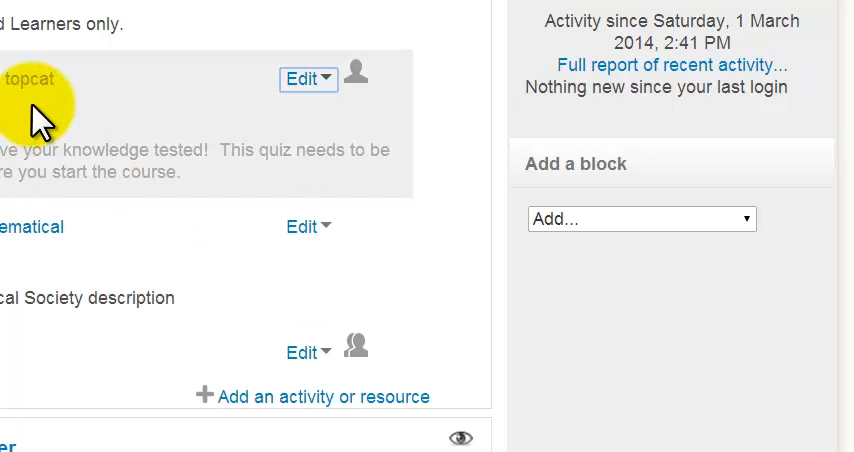 d Learners only.
topcat
Edit
ve your knowledge tested! This quiz needs to be
re you start the course.
ematical
Edit
cal Society description
Edit
Add an activity or resource
er
Activity since Saturday, 1 March
2014, 2:41 PM
Full report of recent activity...
Nothing new since your last login
Add a block
Add...